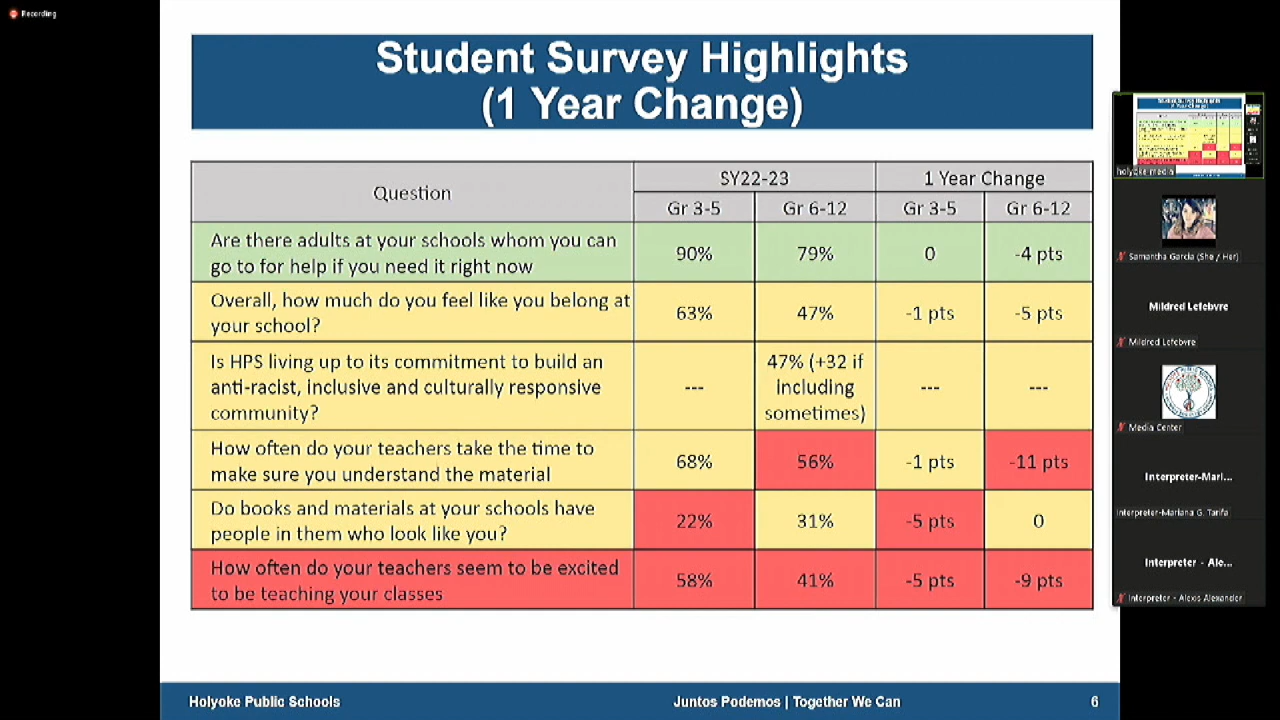 Recording
Student Survey Highlights
(1 Year Change)
Question
SY22-23
1 Year Change
Gr 3-5
Gr 6-12
Gr 3-5
Gr 6-12
Are there adults at your schools whom you can
go to for help if you need it right now
90%
79%
0
-4 pts
Overall, how much do you feel like you belong at
your school?
63%
47%
-1 pts
-5 pts
Is HPS living up to its commitment to build an
anti-racist, inclusive and culturally responsive
community?
---
47% (+32 if
including
sometimes)
---
---
How often do your teachers take the time to
make sure you understand the material
68%
56%
-1 pts
-11 pts
Do books and materials at your schools have
people in them who look like you?
22%
31%
-5 pts
0
How often do your teachers seem to be excited
to be teaching your classes
58%
41%
-5 pts
-9 pts
Holyoke Public Schools
Juntos Podemos | Together We Can
6
holyoke media
Samantha Garcia (She / Her)
Mildred Lefebvre
Mildred Lefebvre
Media Center
Interpreter-Mari...
Interpreter-Mariana G. Tarifa
Interpreter - Ale...
Interpreter - Alexis Alexander